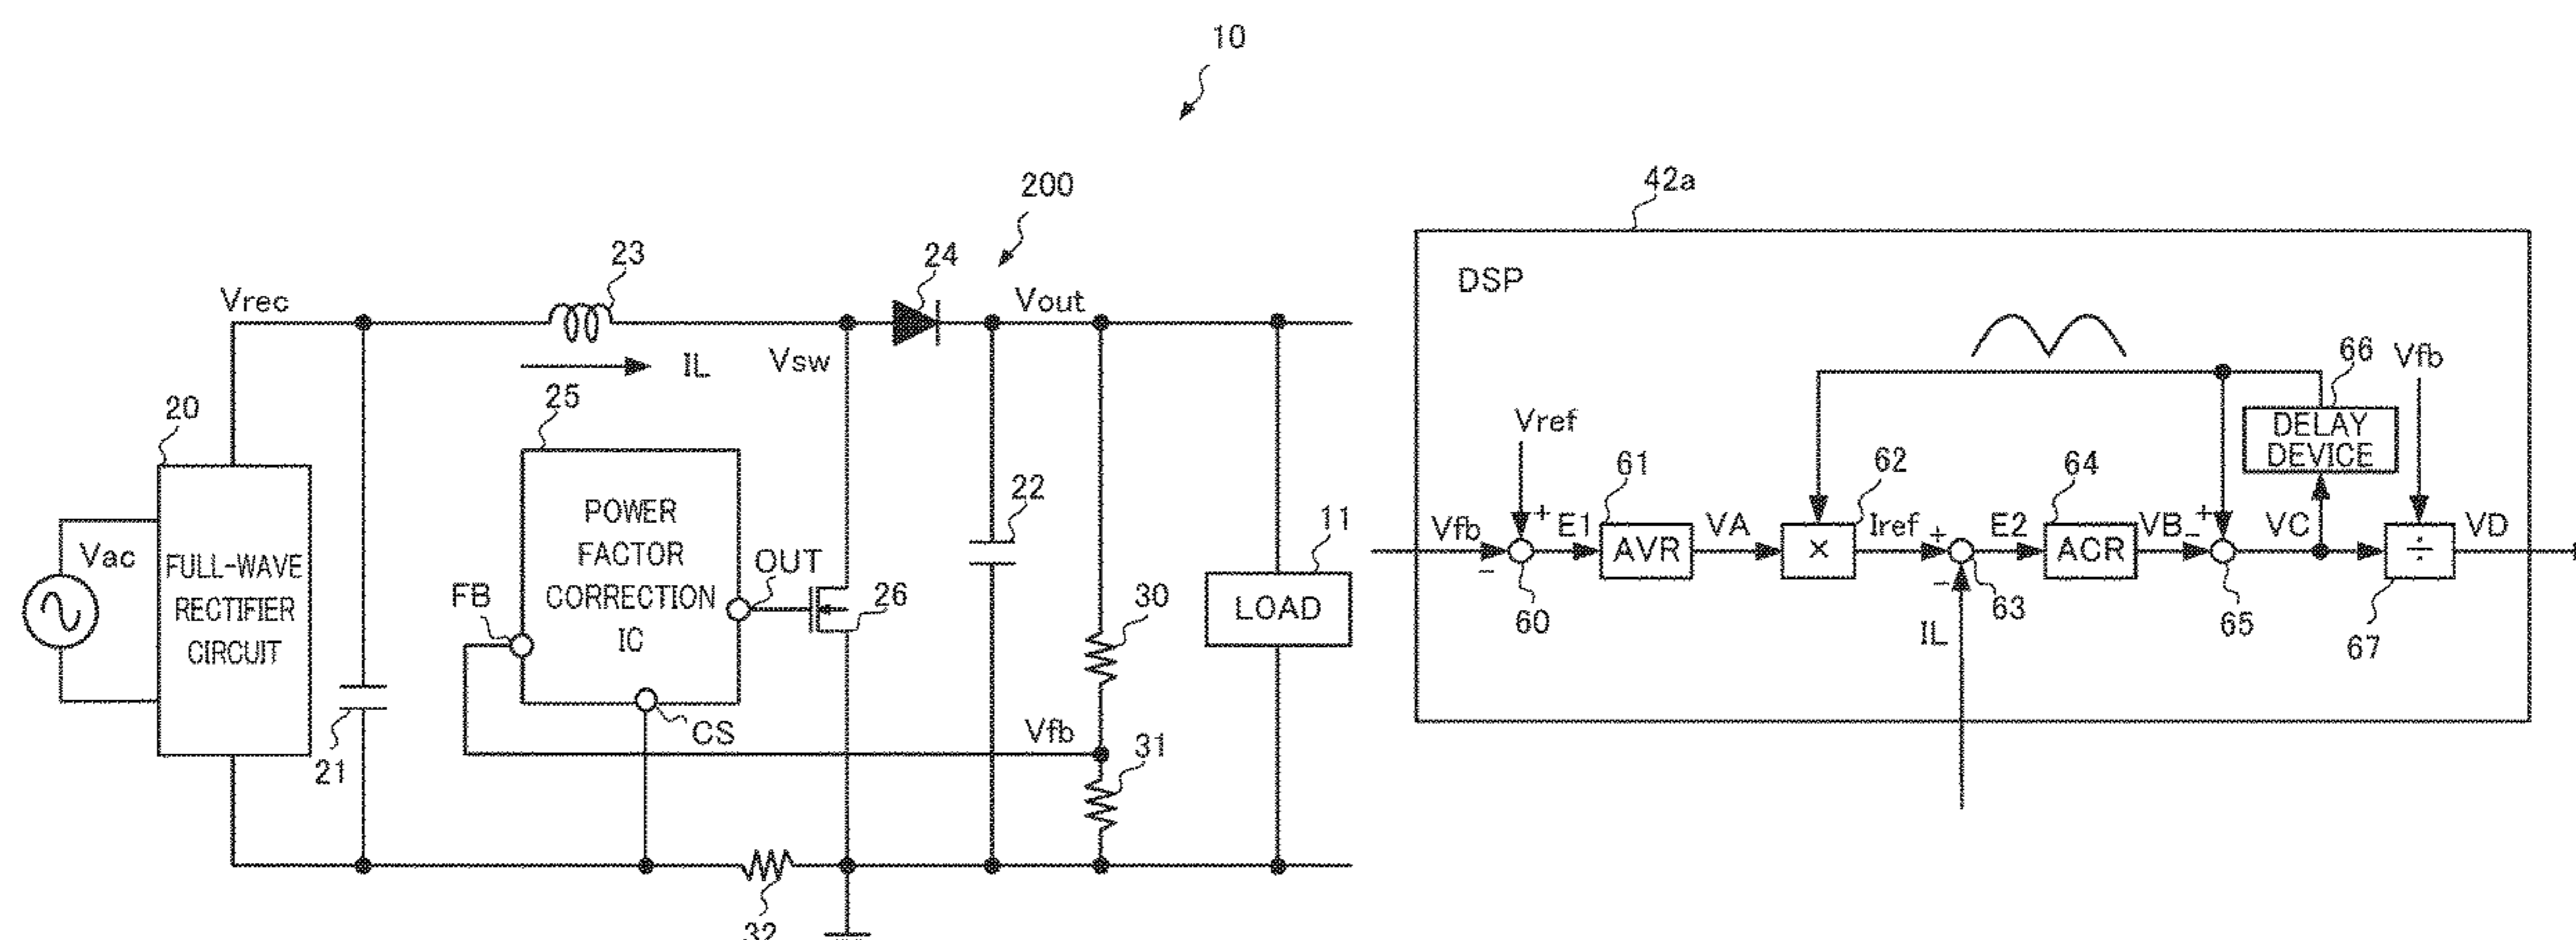 10
200
42a
23
24
Vrec
Vout
DSP
IL
Vsw
66
Vfb
20
25
Vref
DELAY
DEVICE
61
62
64
22
11
Vac
FULL-WAVE
RECTIFIER
CIRCUIT
POWER
FACTOR
CORRECTION
IC
OUT
FB
26
30
LOAD
Vfb
-
+
E1
AVR
VA
×
Iref
+
-
E2
ACR
VB
-
+
VC
÷
VD
60
63
65
67
IL
21
CS
Vfb
31
32